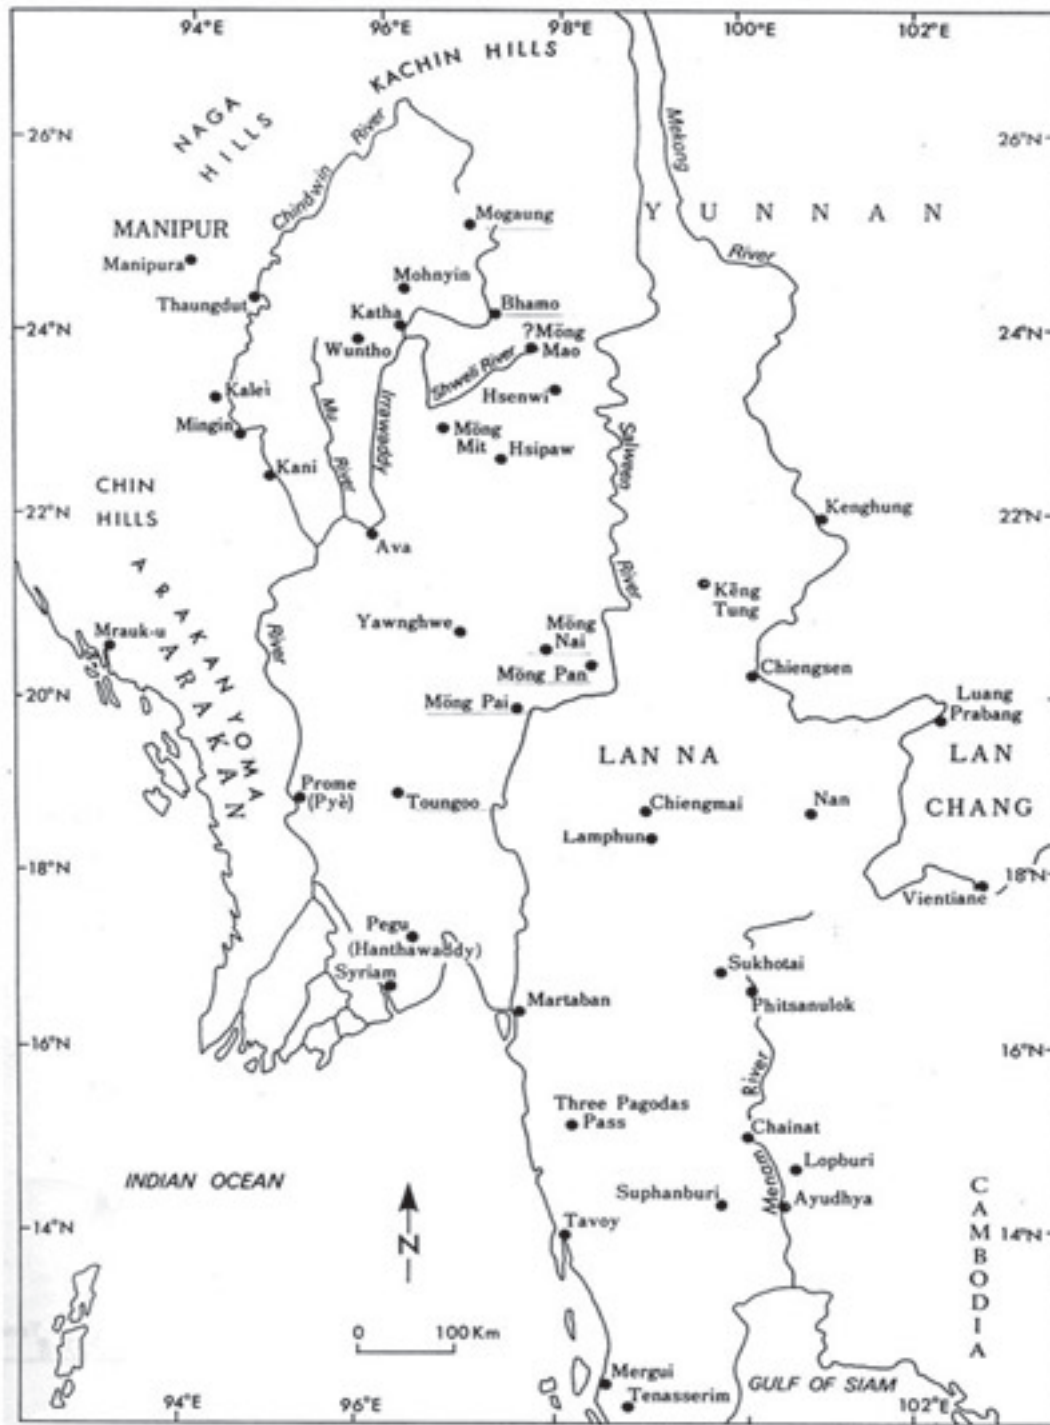 94°E 96°E 98°E 100°E 102°E
KACHIN HILLS
NAGA
HILLS
26°N
26°N
Chindwin River
Mekong
River
YUNNAN
Mogaung
MANIPUR
Manipura
Mohnyin
Thaungdut
Katha
Bhamo
24°N
24°N
Wuntho
?Möng
Mao
Shweli River
Hsenwi
Kalei
Mingin
Mu
River
Irrawaddy
Möng
Mit
Hsipaw
Salween
River
Kani
CHIN
HILLS
22°N
22°N
Kenghung
Ava
Kĕng
Tung
ARAKAN YOMA
ARAKAN
Mrauk-u
River
Yawnghwe
Möng
Nai
Möng Pan
Chiengsen
20°N
20°N
Möng Pai
Luang
Prabang
LAN NA
LAN
CHANG
Prome
(Pyè)
Toungoo
Chiengmai
Nan
Lamphun
18°N
18°N
Vientiane
Pegu
(Hanthawaddy)
Syriam
Sukhotai
Phitsanulok
Martaban
16°N
16°N
River
Three Pagodas
Pass
Chainat
Menam
Lopburi
INDIAN OCEAN
Suphanburi
Ayudhya
CAMBODIA
14°N
14°N
N
Tavoy
0 100 Km
Mergui
Tenasserim
GULF OF SIAM
94°E 96°E 102°E